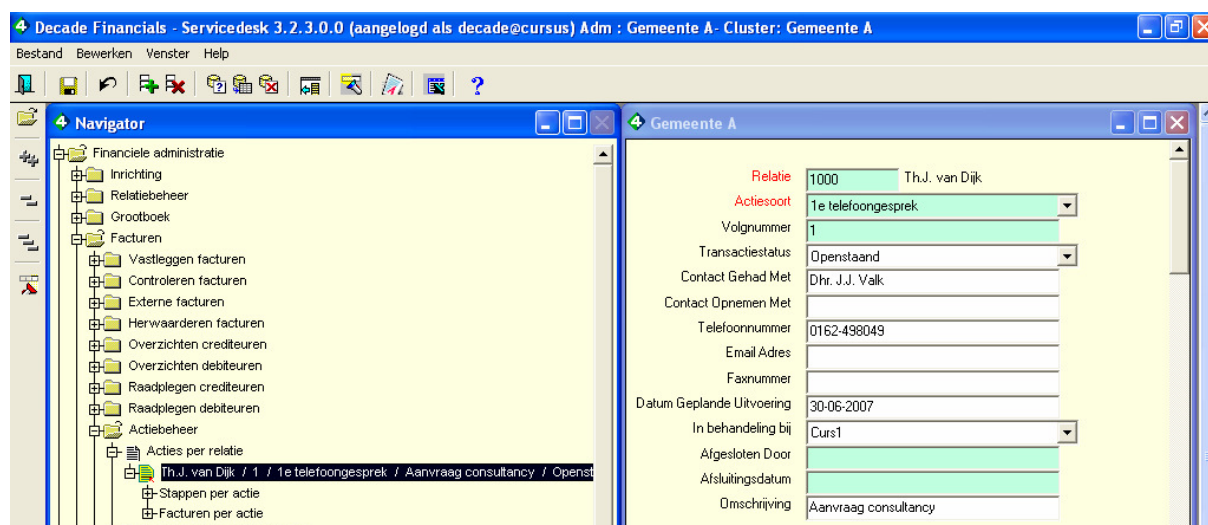 Decade Financials - Servicedesk 3.2.3.0.0 (aangelogd als decade@cursus) Adm : Gemeente A- Cluster: Gemeente A
Bestand Bewerken Venster Help
Navigator
Financiele administratie
Inrichting
Relatiebeheer
Grootboek
Facturen
Vastleggen facturen
Controleren facturen
Externe facturen
Herwaarderen facturen
Overzichten crediteuren
Overzichten debiteuren
Raadplegen crediteuren
Raadplegen debiteuren
Actiebeheer
Acties per relatie
Th.J. van Dijk / 1 / 1e telefoongesprek / Aanvraag consultancy / Openst
Stappen per actie
Facturen per actie
Gemeente A
Relatie 1000 Th.J. van Dijk
Actiesoort 1e telefoongesprek
Volgnummer 1
Transactiestatus Openstaand
Contact Gehad Met Dhr. J.J. Valk
Contact Opnemen Met
Telefoonnummer 0162-498049
Email Adres
Faxnummer
Datum Geplande Uitvoering 30-06-2007
In behandeling bij Curs1
Afgesloten Door
Afsluitingsdatum
Omschrijving Aanvraag consultancy